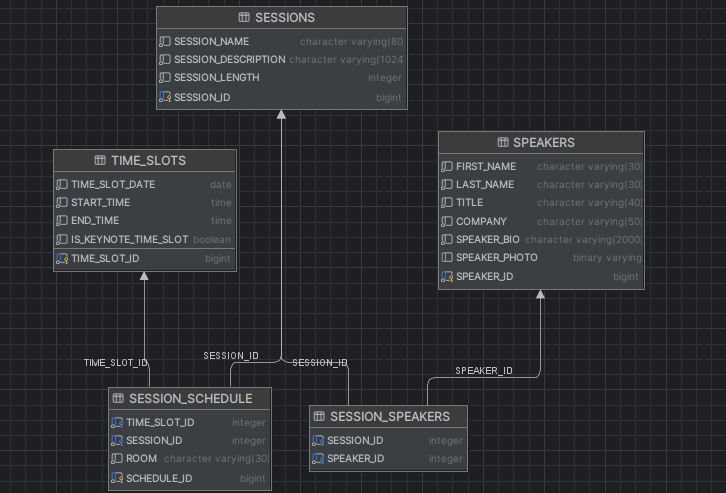 SESSIONS
SESSION_NAME character varying(80
SESSION_DESCRIPTION character varying(1024
SESSION_LENGTH integer
SESSION_ID bigint
TIME_SLOTS
TIME_SLOT_DATE date
START_TIME time
END_TIME time
IS_KEYNOTE_TIME_SLOT boolean
TIME_SLOT_ID bigint
SPEAKERS
FIRST_NAME character varying(30)
LAST_NAME character varying(30)
TITLE character varying(40)
COMPANY character varying(50)
SPEAKER_BIO character varying(2000)
SPEAKER_PHOTO binary varying
SPEAKER_ID bigint
TIME_SLOT_ID
SESSION_ID
SESSION_ID
SPEAKER_ID
SESSION_SCHEDULE
TIME_SLOT_ID integer
SESSION_ID integer
ROOM character varying(30)
SCHEDULE_ID bigint
SESSION_SPEAKERS
SESSION_ID integer
SPEAKER_ID integer